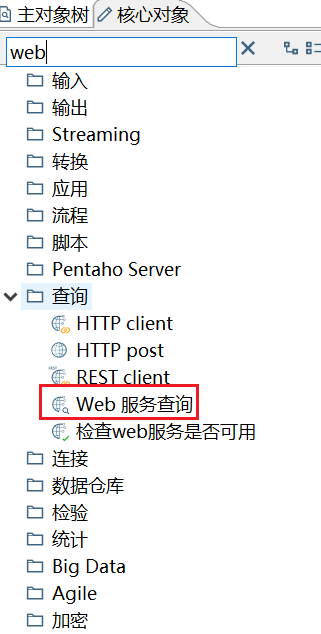 主对象树 核心对象
web
输入
输出
Streaming
转换
应用
流程
脚本
Pentaho Server
查询
HTTP client
HTTP post
REST client
Web 服务查询
检查web服务是否可用
连接
数据仓库
检验
统计
Big Data
Agile
加密